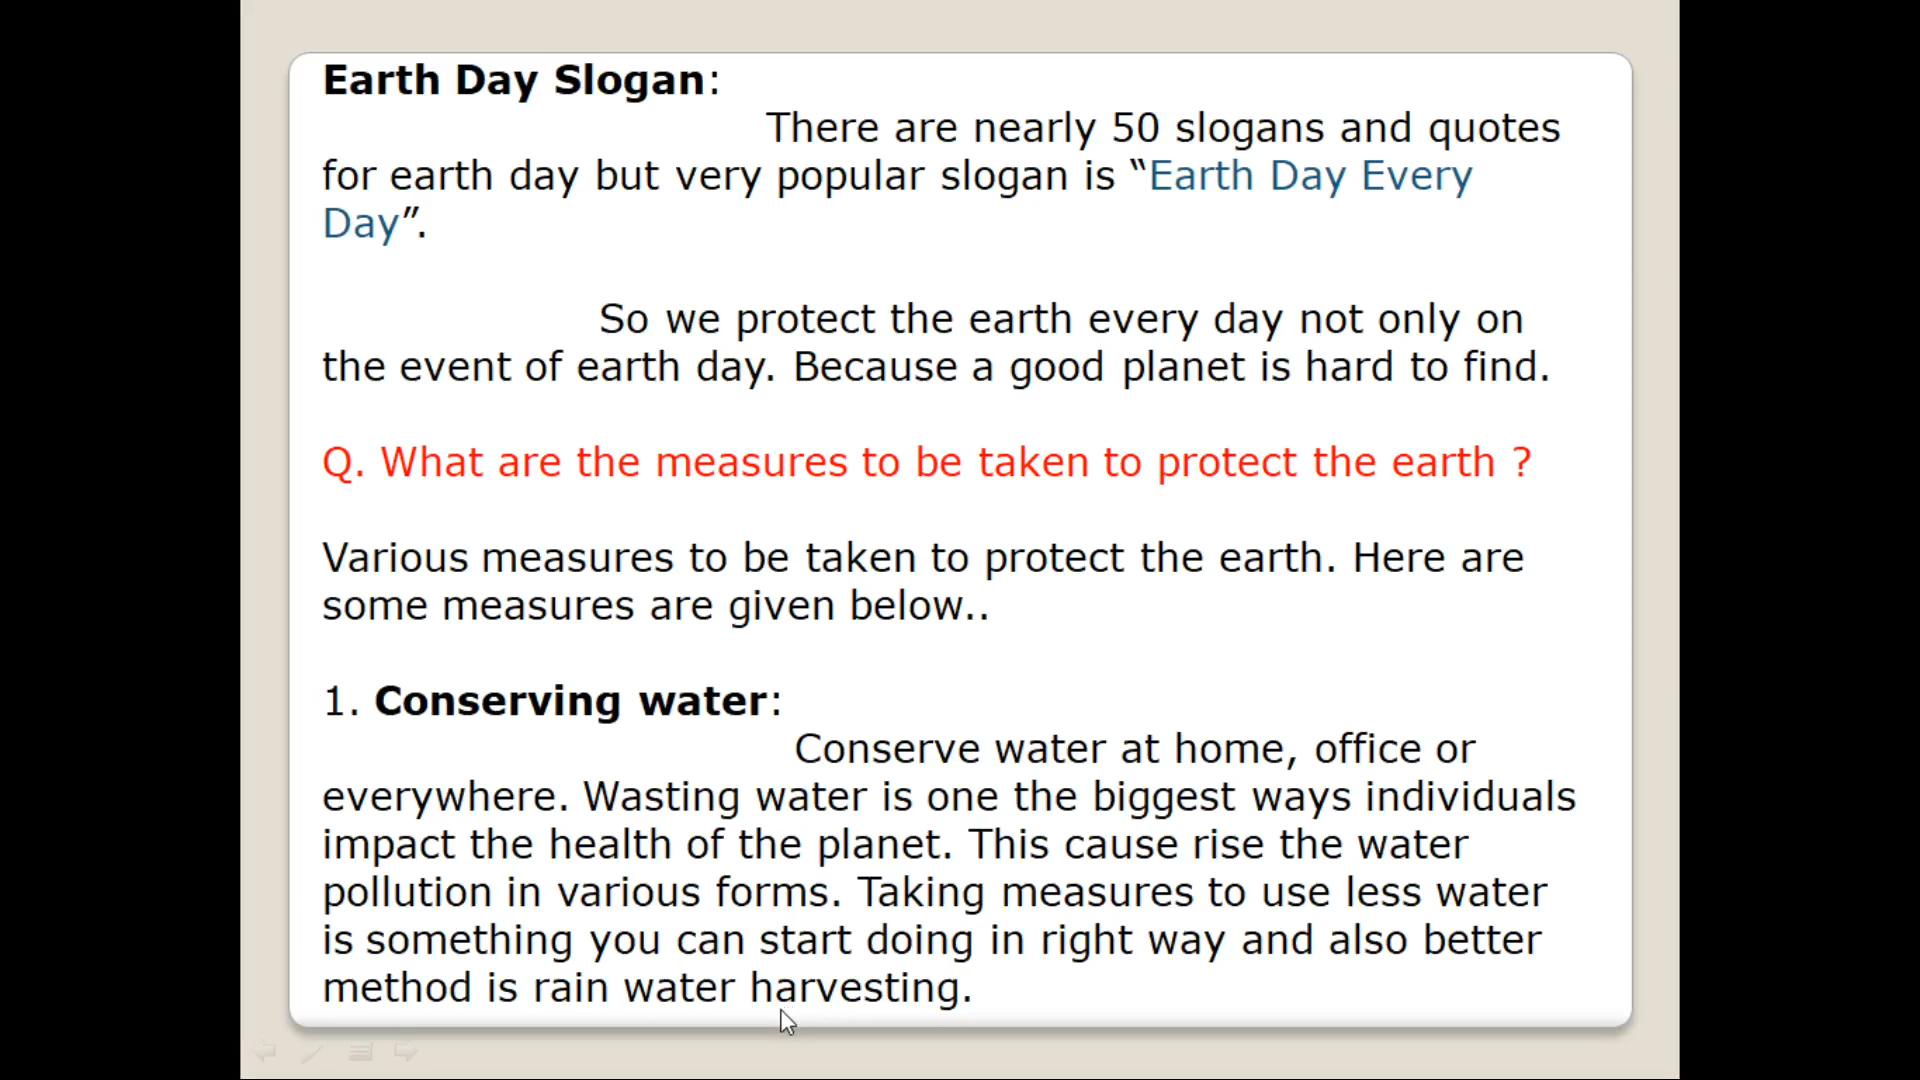 Earth Day Slogan:
There are nearly 50 slogans and quotes
for earth day but very popular slogan is “Earth Day Every
Day”.
So we protect the earth every day not only on
the event of earth day. Because a good planet is hard to find.
Q. What are the measures to be taken to protect the earth ?
Various measures to be taken to protect the earth. Here are
some measures are given below..
1. Conserving water:
Conserve water at home, office or
everywhere. Wasting water is one the biggest ways individuals
impact the health of the planet. This cause rise the water
pollution in various forms. Taking measures to use less water
is something you can start doing in right way and also better
method is rain water harvesting.